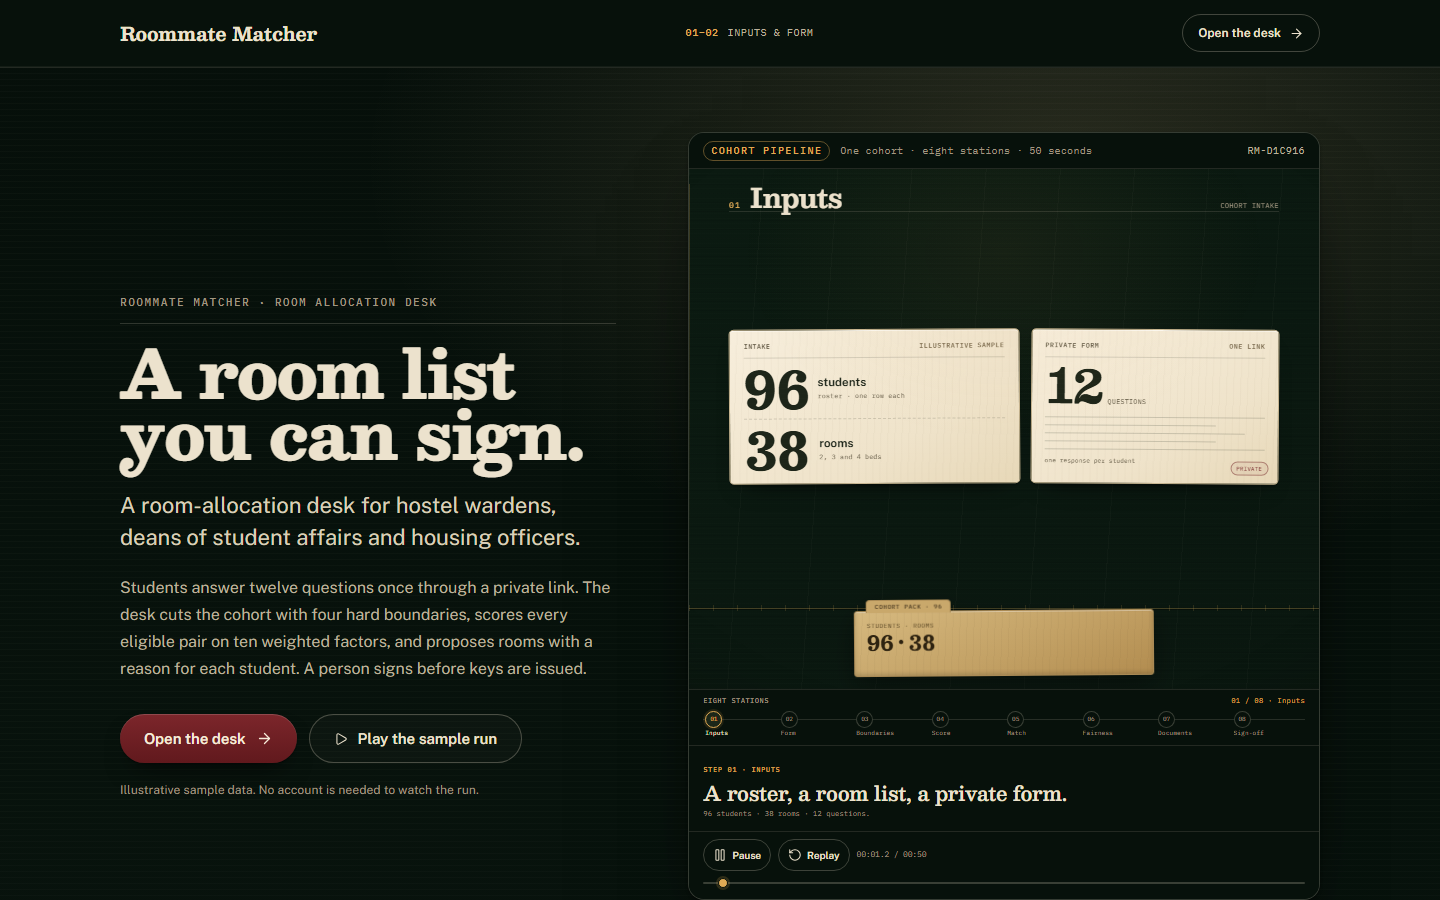 Roommate Matcher
01–02 INPUTS & FORM
Open the desk
ROOMMATE MATCHER · ROOM ALLOCATION DESK
A room list
you can sign.
A room-allocation desk for hostel wardens,
deans of student affairs and housing officers.
Students answer twelve questions once through a private link. The
desk cuts the cohort with four hard boundaries, scores every
eligible pair on ten weighted factors, and proposes rooms with a
reason for each student. A person signs before keys are issued.
Open the desk
Play the sample run
Illustrative sample data. No account is needed to watch the run.
COHORT PIPELINE One cohort · eight stations · 50 seconds RM-D1C916
01 Inputs COHORT INTAKE
INTAKE ILLUSTRATIVE SAMPLE
96 students
roster · one row each
38 rooms
2, 3 and 4 beds
PRIVATE FORM ONE LINK
12 QUESTIONS
one response per student
PRIVATE
COHORT PACK · 96
STUDENTS · ROOMS
96 · 38
EIGHT STATIONS 01 / 08 · Inputs
01 02 03 04 05 06 07 08
Inputs Form Boundaries Score Match Fairness Documents Sign-off
STEP 01 · INPUTS
A roster, a room list, a private form.
96 students · 38 rooms · 12 questions.
Pause Replay 00:01.2 / 00:50